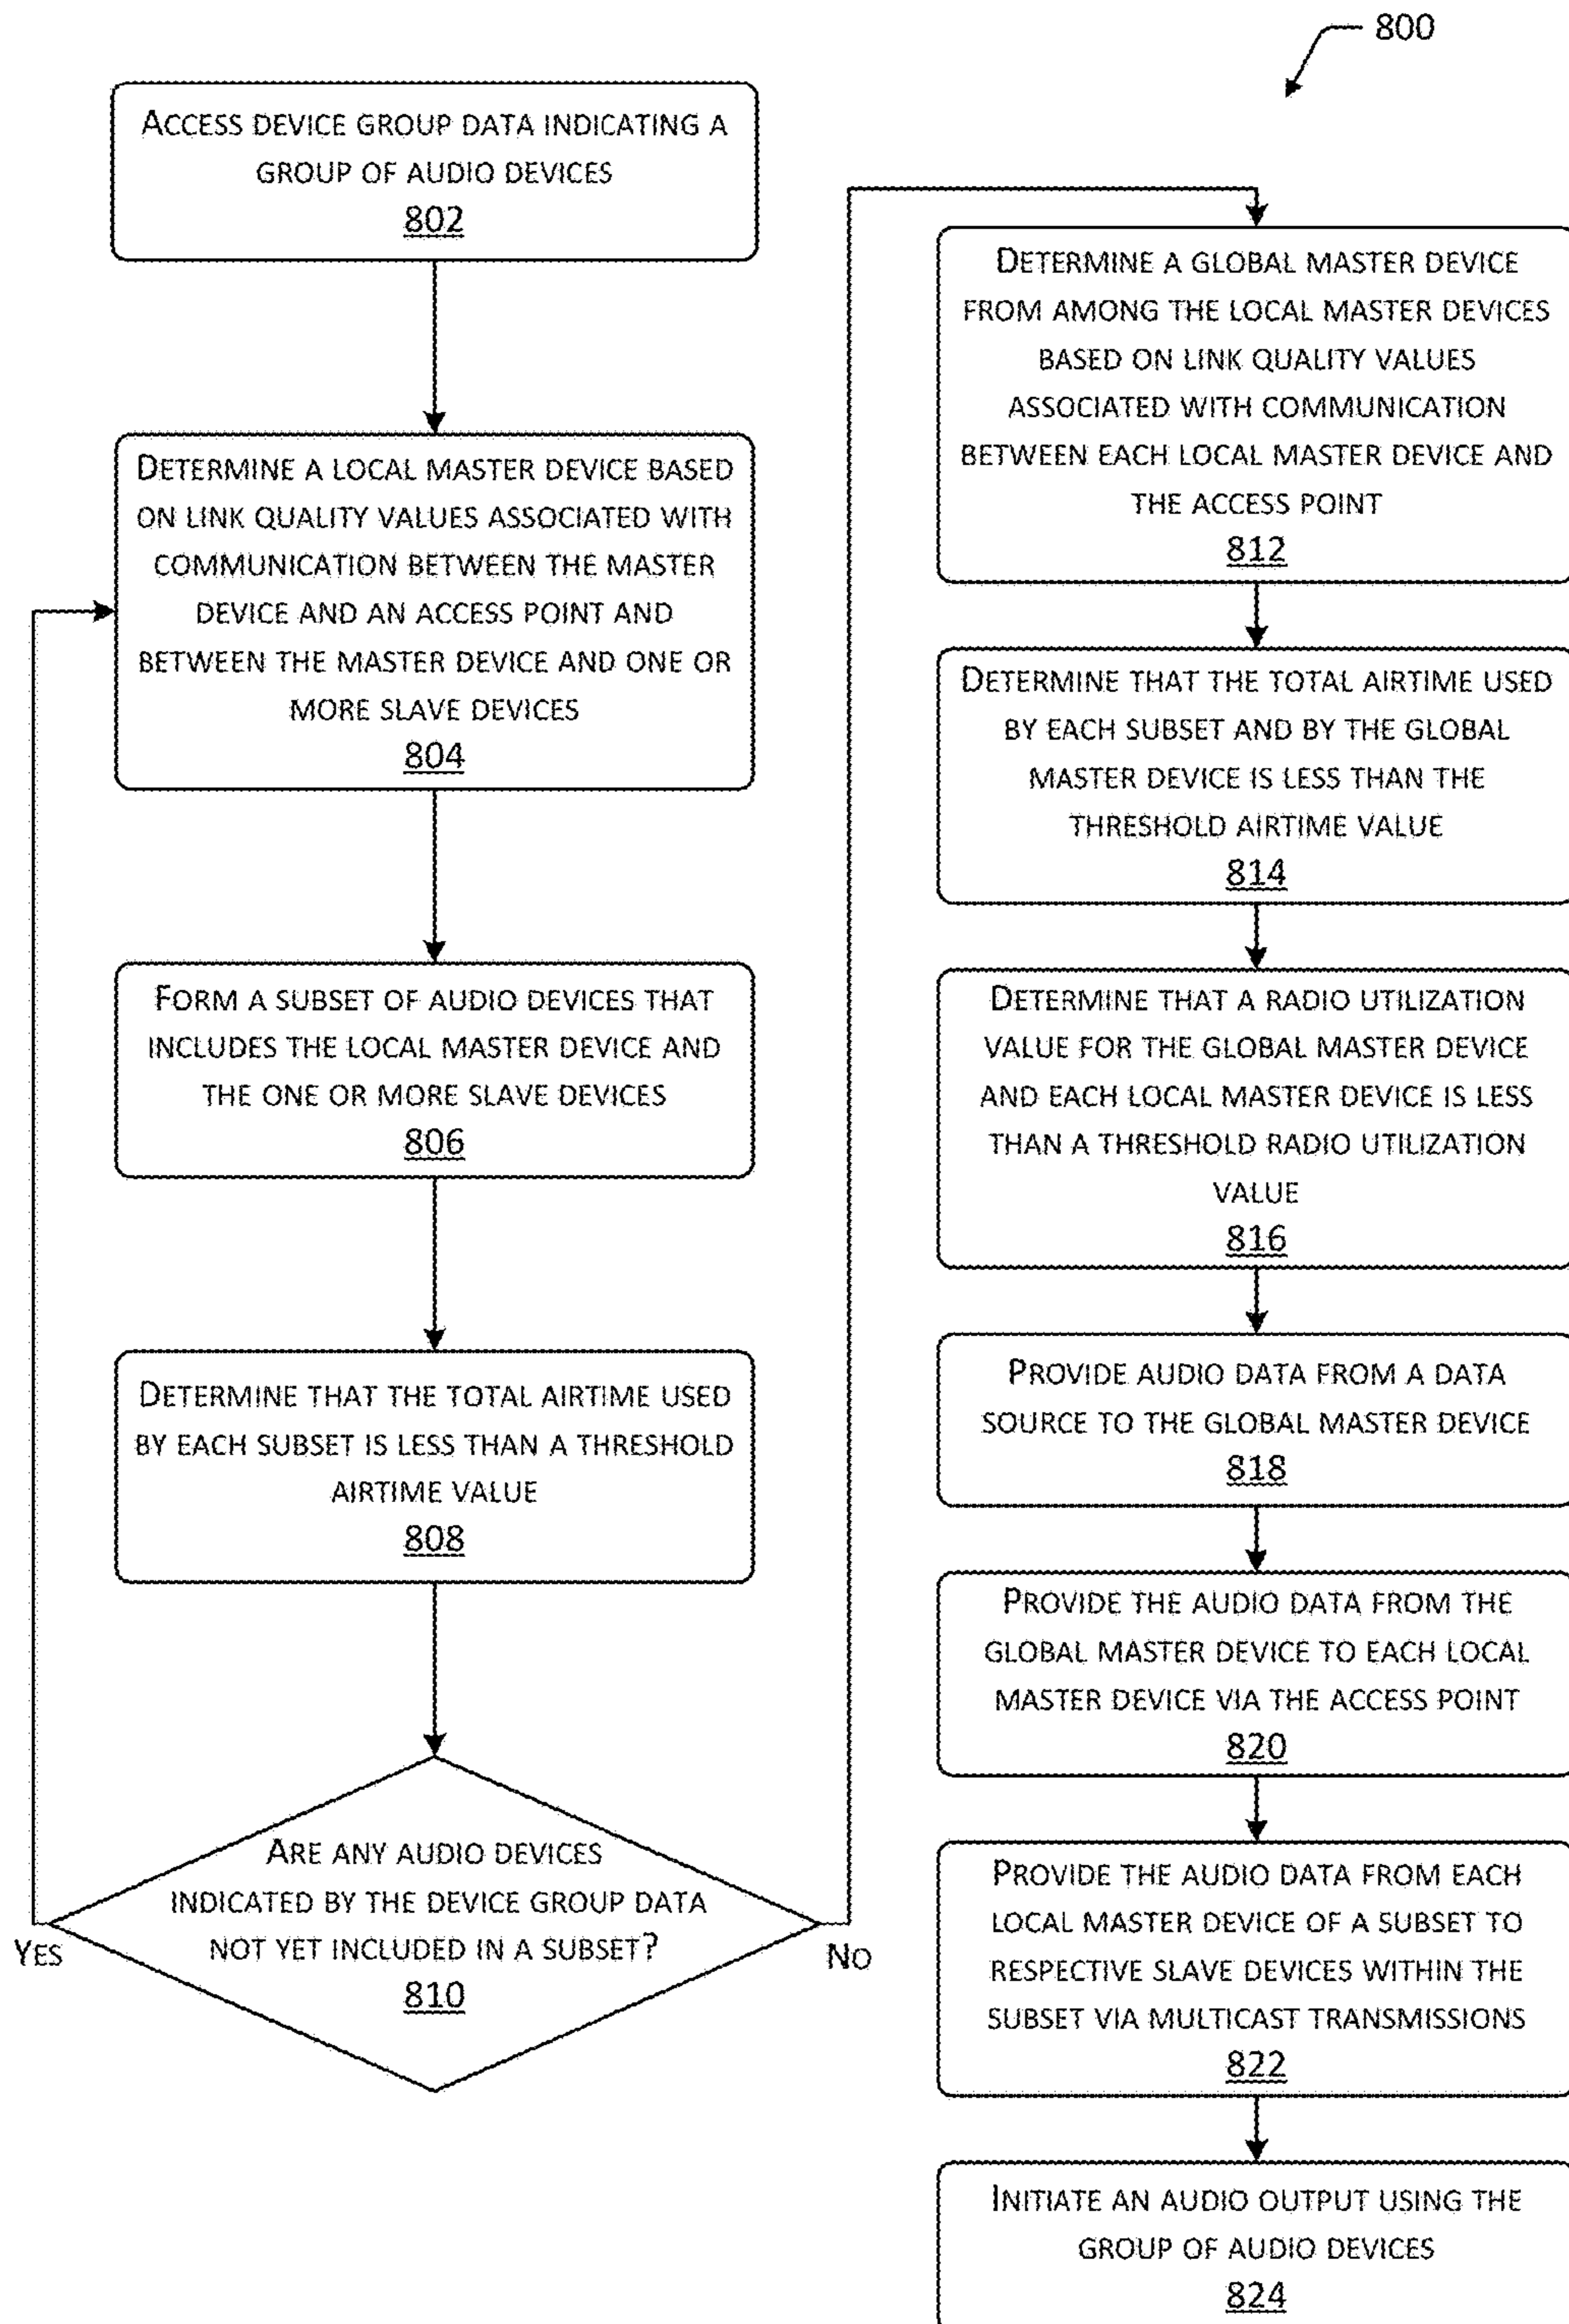 800
ACCESS DEVICE GROUP DATA INDICATING A
GROUP OF AUDIO DEVICES
802
DETERMINE A LOCAL MASTER DEVICE BASED
ON LINK QUALITY VALUES ASSOCIATED WITH
COMMUNICATION BETWEEN THE MASTER
DEVICE AND AN ACCESS POINT AND
BETWEEN THE MASTER DEVICE AND ONE OR
MORE SLAVE DEVICES
804
FORM A SUBSET OF AUDIO DEVICES THAT
INCLUDES THE LOCAL MASTER DEVICE AND
THE ONE OR MORE SLAVE DEVICES
806
DETERMINE THAT THE TOTAL AIRTIME USED
BY EACH SUBSET IS LESS THAN A THRESHOLD
AIRTIME VALUE
808
ARE ANY AUDIO DEVICES
INDICATED BY THE DEVICE GROUP DATA
NOT YET INCLUDED IN A SUBSET?
810
YES
NO
DETERMINE A GLOBAL MASTER DEVICE
FROM AMONG THE LOCAL MASTER DEVICES
BASED ON LINK QUALITY VALUES
ASSOCIATED WITH COMMUNICATION
BETWEEN EACH LOCAL MASTER DEVICE AND
THE ACCESS POINT
812
DETERMINE THAT THE TOTAL AIRTIME USED
BY EACH SUBSET AND BY THE GLOBAL
MASTER DEVICE IS LESS THAN THE
THRESHOLD AIRTIME VALUE
814
DETERMINE THAT A RADIO UTILIZATION
VALUE FOR THE GLOBAL MASTER DEVICE
AND EACH LOCAL MASTER DEVICE IS LESS
THAN A THRESHOLD RADIO UTILIZATION
VALUE
816
PROVIDE AUDIO DATA FROM A DATA
SOURCE TO THE GLOBAL MASTER DEVICE
818
PROVIDE THE AUDIO DATA FROM THE
GLOBAL MASTER DEVICE TO EACH LOCAL
MASTER DEVICE VIA THE ACCESS POINT
820
PROVIDE THE AUDIO DATA FROM EACH
LOCAL MASTER DEVICE OF A SUBSET TO
RESPECTIVE SLAVE DEVICES WITHIN THE
SUBSET VIA MULTICAST TRANSMISSIONS
822
INITIATE AN AUDIO OUTPUT USING THE
GROUP OF AUDIO DEVICES
824